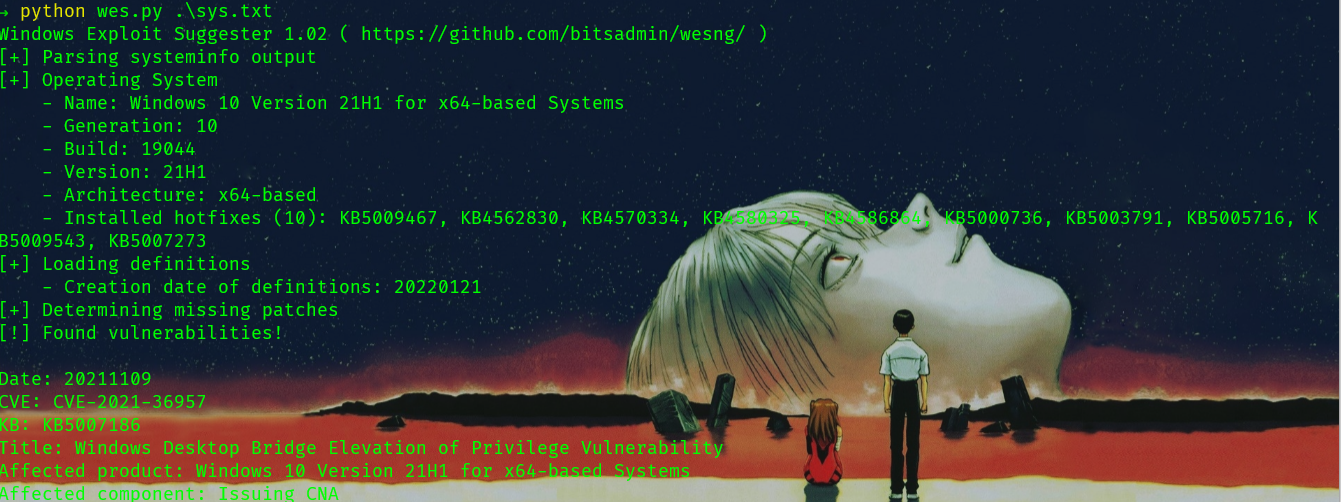 → python wes.py .\sys.txt
Windows Exploit Suggester 1.02 ( https://github.com/bitsadmin/wesng/ )
[+] Parsing systeminfo output
[+] Operating System
    - Name: Windows 10 Version 21H1 for x64-based Systems
    - Generation: 10
    - Build: 19044
    - Version: 21H1
    - Architecture: x64-based
    - Installed hotfixes (10): KB5009467, KB4562830, KB4570334, KB4580325, KB4586864, KB5000736, KB5003791, KB5005716, K
B5009543, KB5007273
[+] Loading definitions
    - Creation date of definitions: 20220121
[+] Determining missing patches
[!] Found vulnerabilities!
Date: 20211109
CVE: CVE-2021-36957
KB: KB5007186
Title: Windows Desktop Bridge Elevation of Privilege Vulnerability
Affected product: Windows 10 Version 21H1 for x64-based Systems
Affected component: Issuing CNA